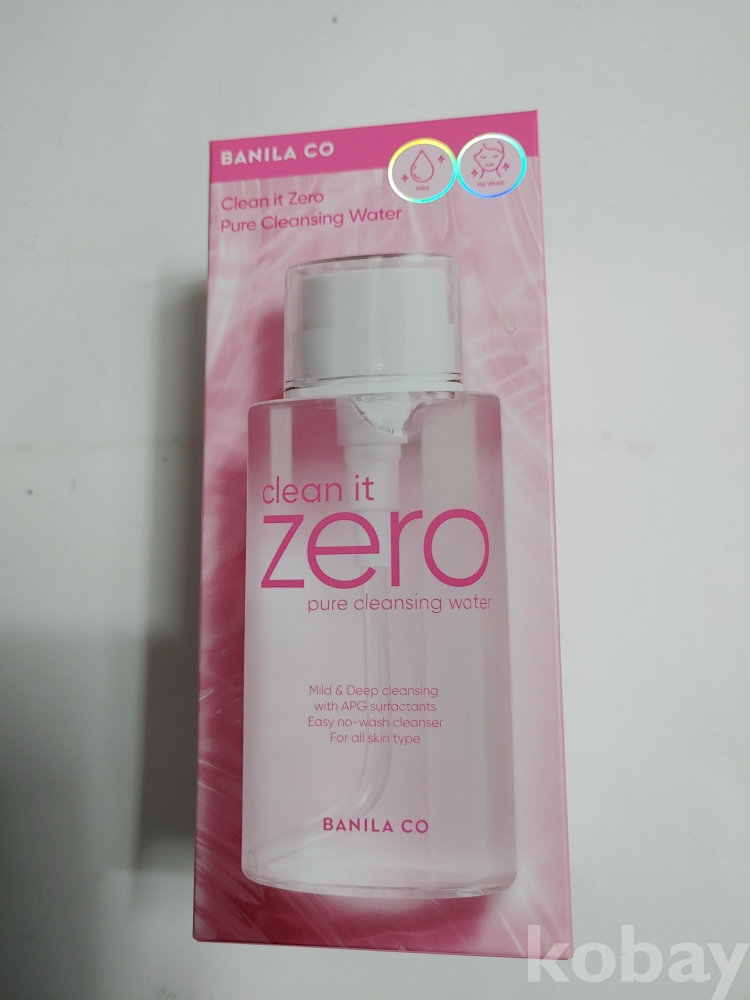 BANILA CO
Mild
No Wash
Clean it Zero
Pure Cleansing Water
clean it
zero
pure cleansing water
Mild & Deep cleansing
with APG surfactants
Easy no-wash cleanser
For all skin type
BANILA CO
kobay